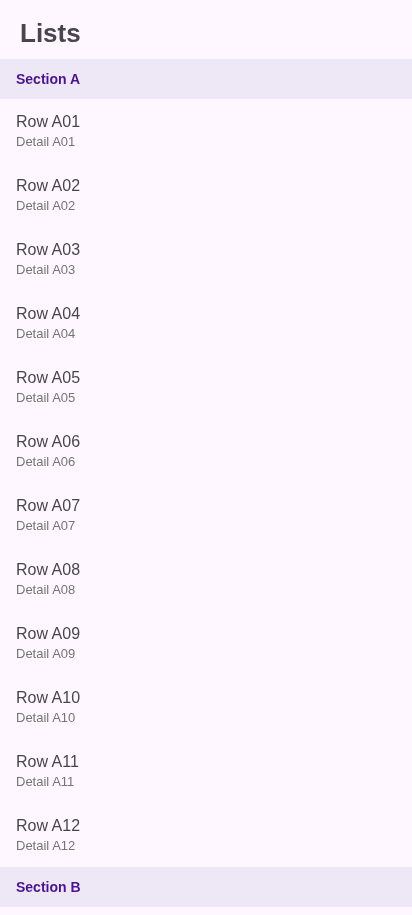 Lists
Section A
Row A01
Detail A01
Row A02
Detail A02
Row A03
Detail A03
Row A04
Detail A04
Row A05
Detail A05
Row A06
Detail A06
Row A07
Detail A07
Row A08
Detail A08
Row A09
Detail A09
Row A10
Detail A10
Row A11
Detail A11
Row A12
Detail A12
Section B